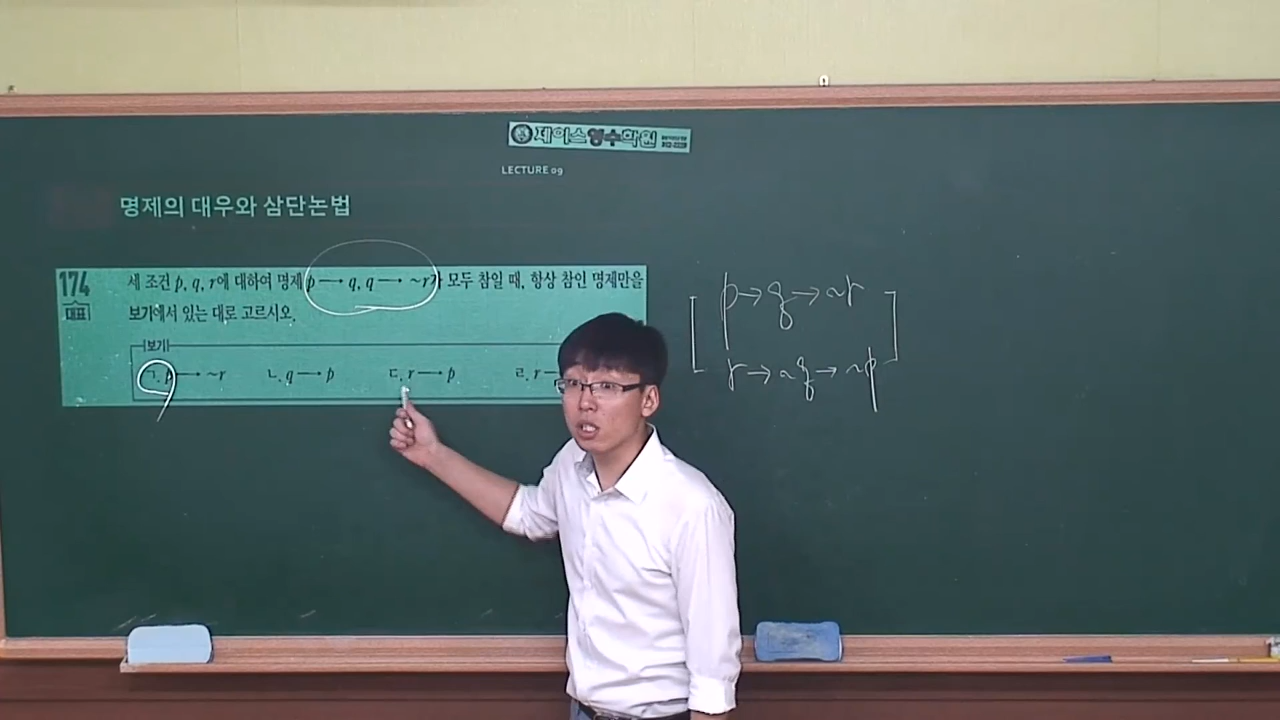 제이스영수학원
LECTURE 09
명제의 대우와 삼단논법
174
대표
세 조건 p, q, r에 대하여 명제 p → q, q → ~r가 모두 참일 때, 항상 참인 명제만을
보기에서 있는 대로 고르시오.
보기
ㄱ. p → ~r ㄴ. q → p ㄷ. r → p ㄹ. r →
p → q → ~r
r → ~q → ~p